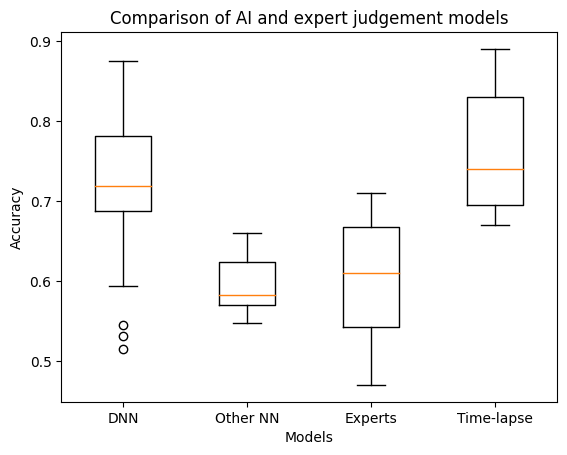 Comparison of AI and expert judgement models
0.9
0.8
0.7
0.6
0.5
Accuracy
DNN Other NN Experts Time-lapse
Models